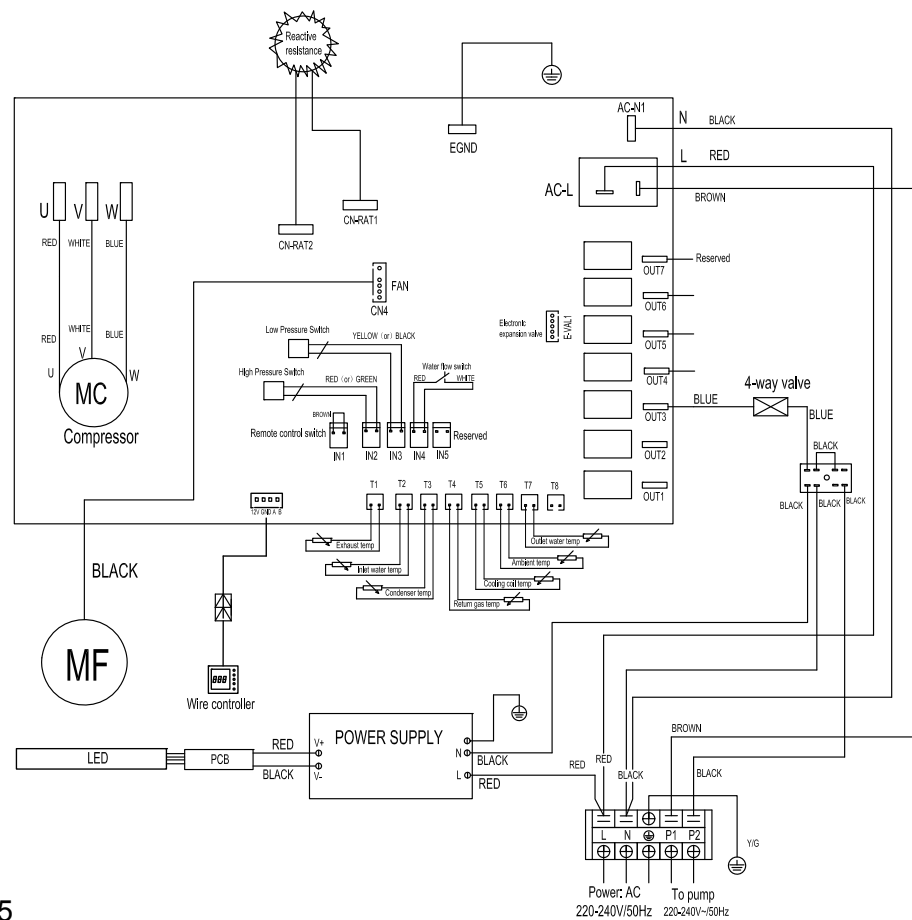 Reactive
resistance
EGND
AC-N1
N
BLACK
L
RED
AC-L
BROWN
U
V
W
RED
WHITE
BLUE
CN-RAT1
CN-RAT2
FAN
CN4
OUT7
Reserved
OUT6
OUT5
OUT4
OUT3
OUT2
OUT1
Electronic
expansion valve
E-VAL1
Low Pressure Switch
YELLOW (or) BLACK
High Pressure Switch
RED (or) GREEN
Water flow switch
RED
WHITE
BROWN
Remote control switch
IN1
IN2
IN3
IN4
IN5
Reserved
RED
WHITE
BLUE
U
V
W
MC
Compressor
BLUE
4-way valve
BLUE
BLACK
BLACK
BLACK
BLACK
12V GND A B
T1
T2
T3
T4
T5
T6
T7
T8
Exhaust temp
Outlet water temp
Inlet water temp
Ambient temp
Condenser temp
Cooling coil temp
Return gas temp
BLACK
MF
Wire controller
LED
PCB
RED
BLACK
V+
V-
POWER SUPPLY
N
BLACK
L
RED
RED
RED
BLACK
BROWN
BLACK
Y/G
L
N
P1
P2
Power: AC
220-240V/50Hz
To pump
220-240V~/50Hz
5